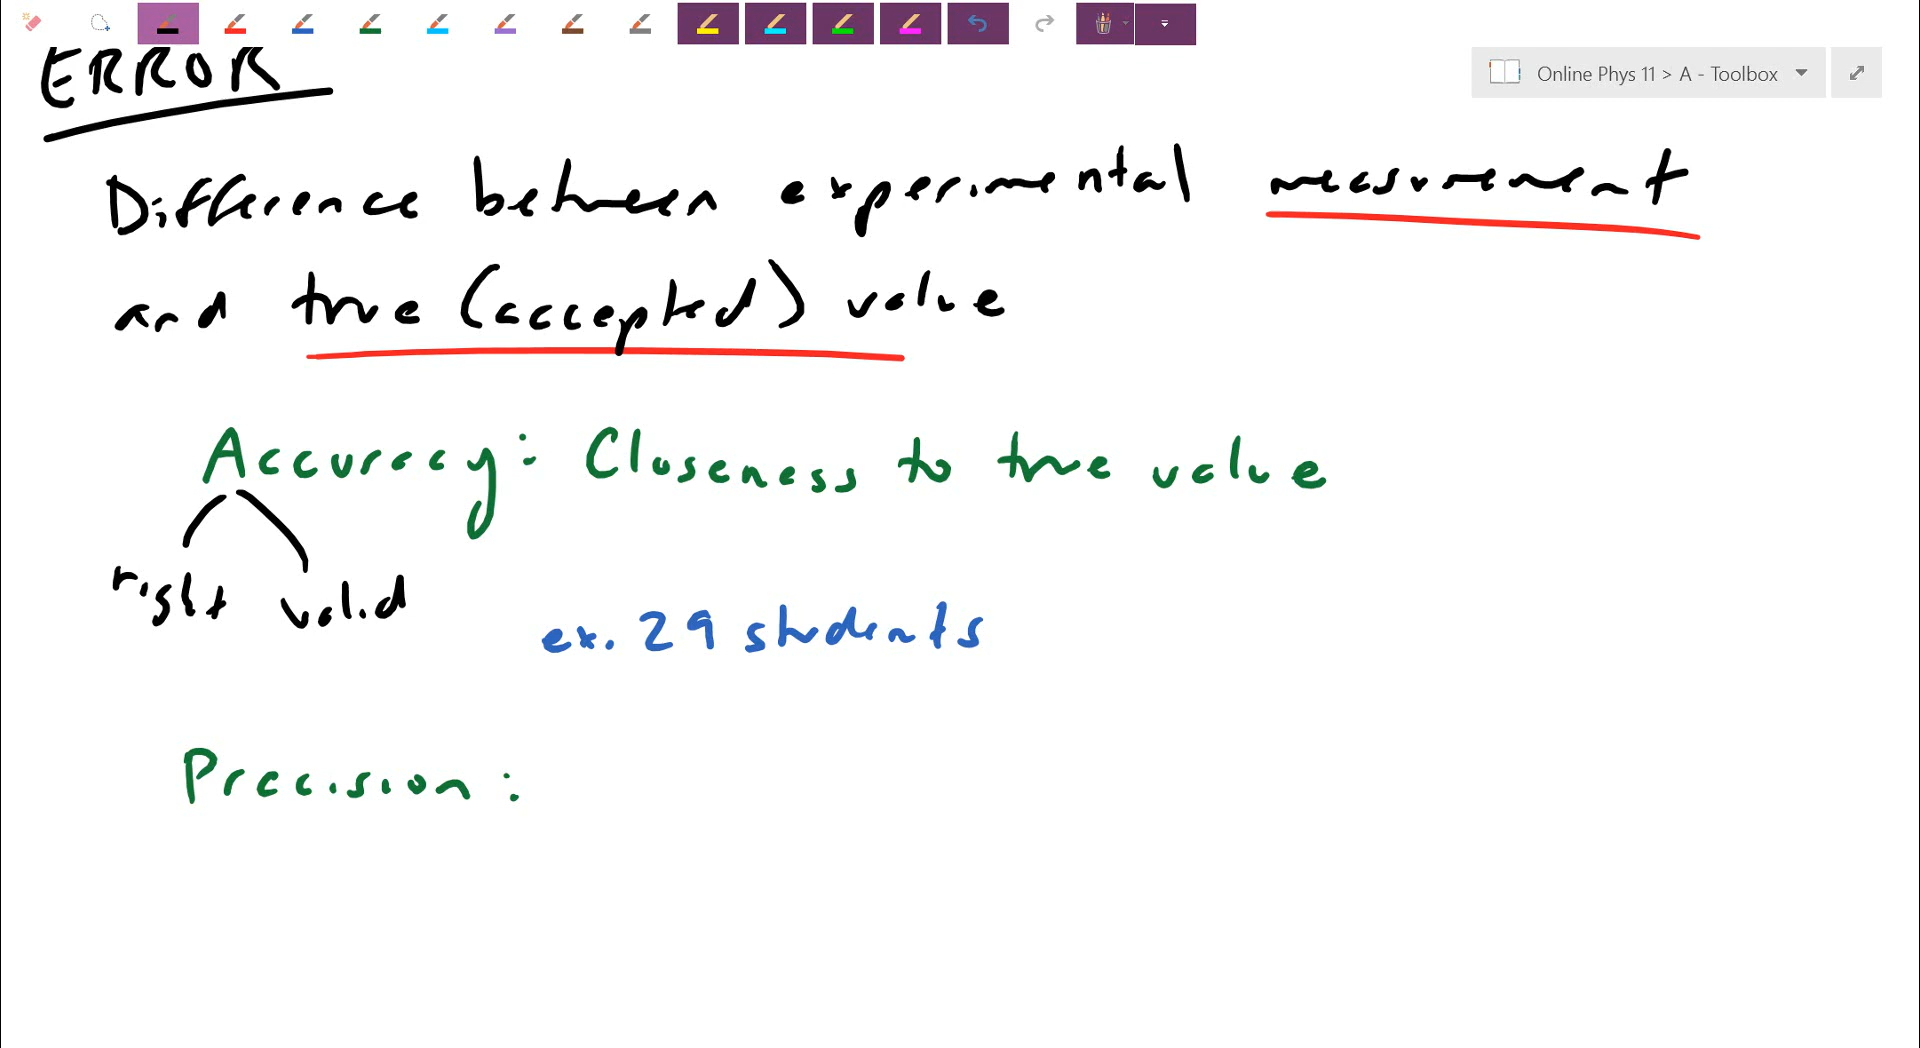 ERROR
Online Phys 11 > A - Toolbox
Difference between experimental measurement
and true (accepted) value
Accuracy: Closeness to true value
right valid
ex. 29 students
Precision: